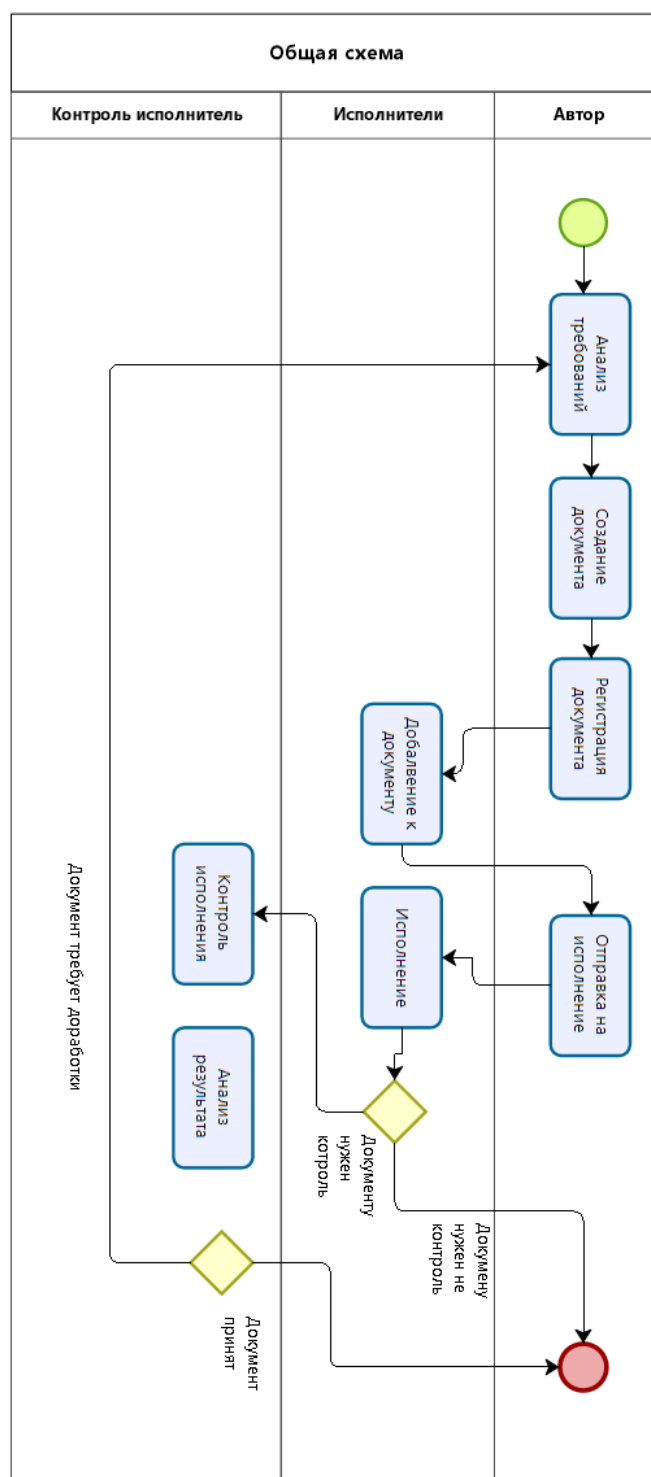 Общая схема
Контроль исполнитель
Исполнители
Автор
Анализ
требований
Создание
документа
Регистрация
документа
Добалвение к
документу
Отправка на
исполнение
Исполнение
Контроль
исполнения
Анализ
результата
Документ требует доработки
Документу
нужен
котроль
Докумену
нужен не
контроль
Документ
принят